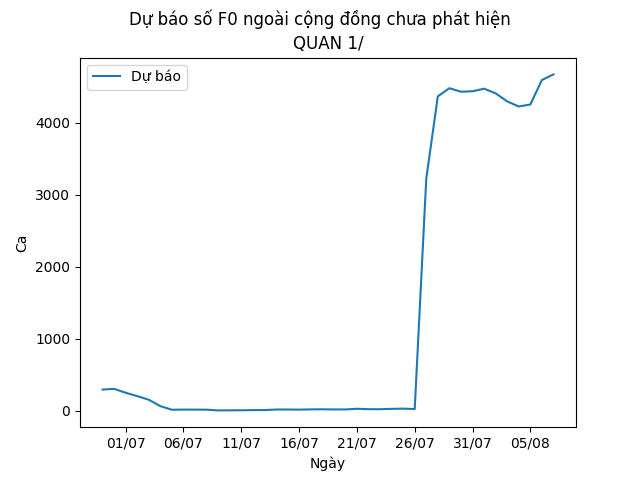 Dự báo số F0 ngoài cộng đồng chưa phát hiện
QUAN 1/
Dự báo
Ca
4000
3000
2000
1000
0
01/07 06/07 11/07 16/07 21/07 26/07 31/07 05/08
Ngày